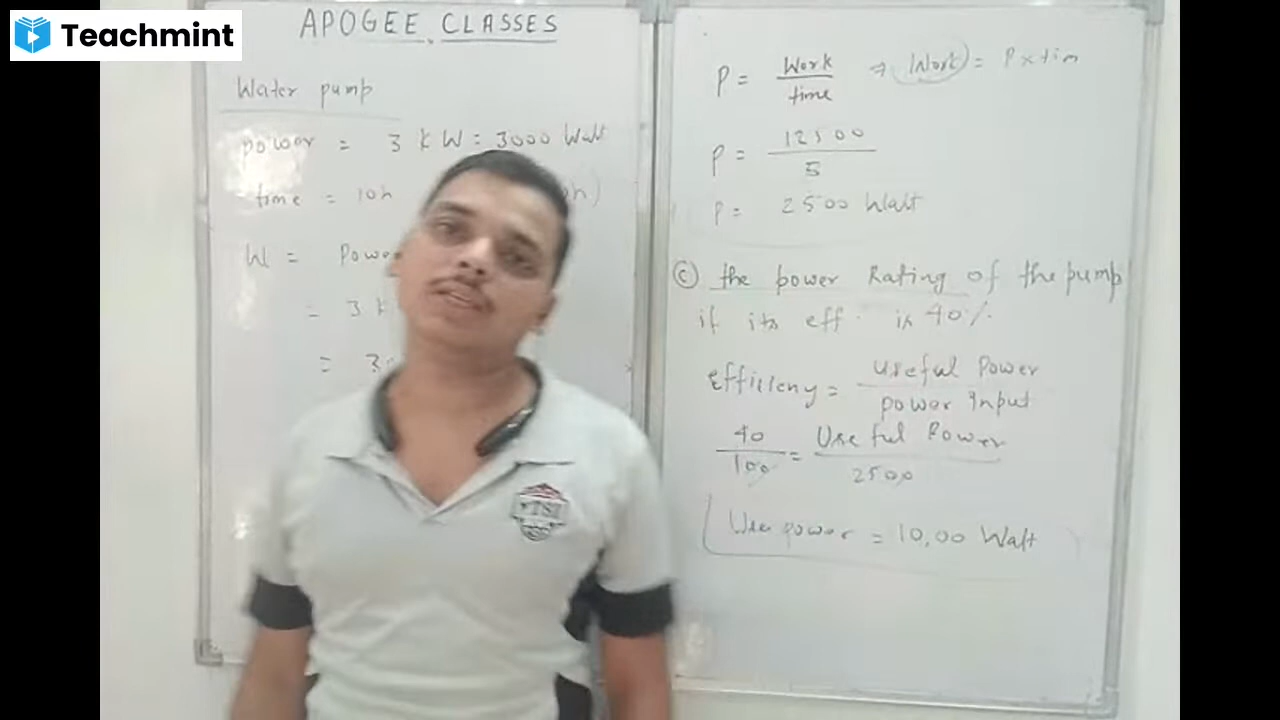 Teachmint
APOGEE CLASSES
Water pump
power = 3 kW = 3000 Watt
time = 10h
W = Power
= 3 k
= 3
P = Work / time ⇒ Work = P x tim
P = 12500 / 5
P = 2500 Watt
(c) the power Rating of the pump
if its eff. is 40%.
efficieny = useful Power / power input
40 / 100 = Useful Power / 2500
Use power = 10,00 Watt